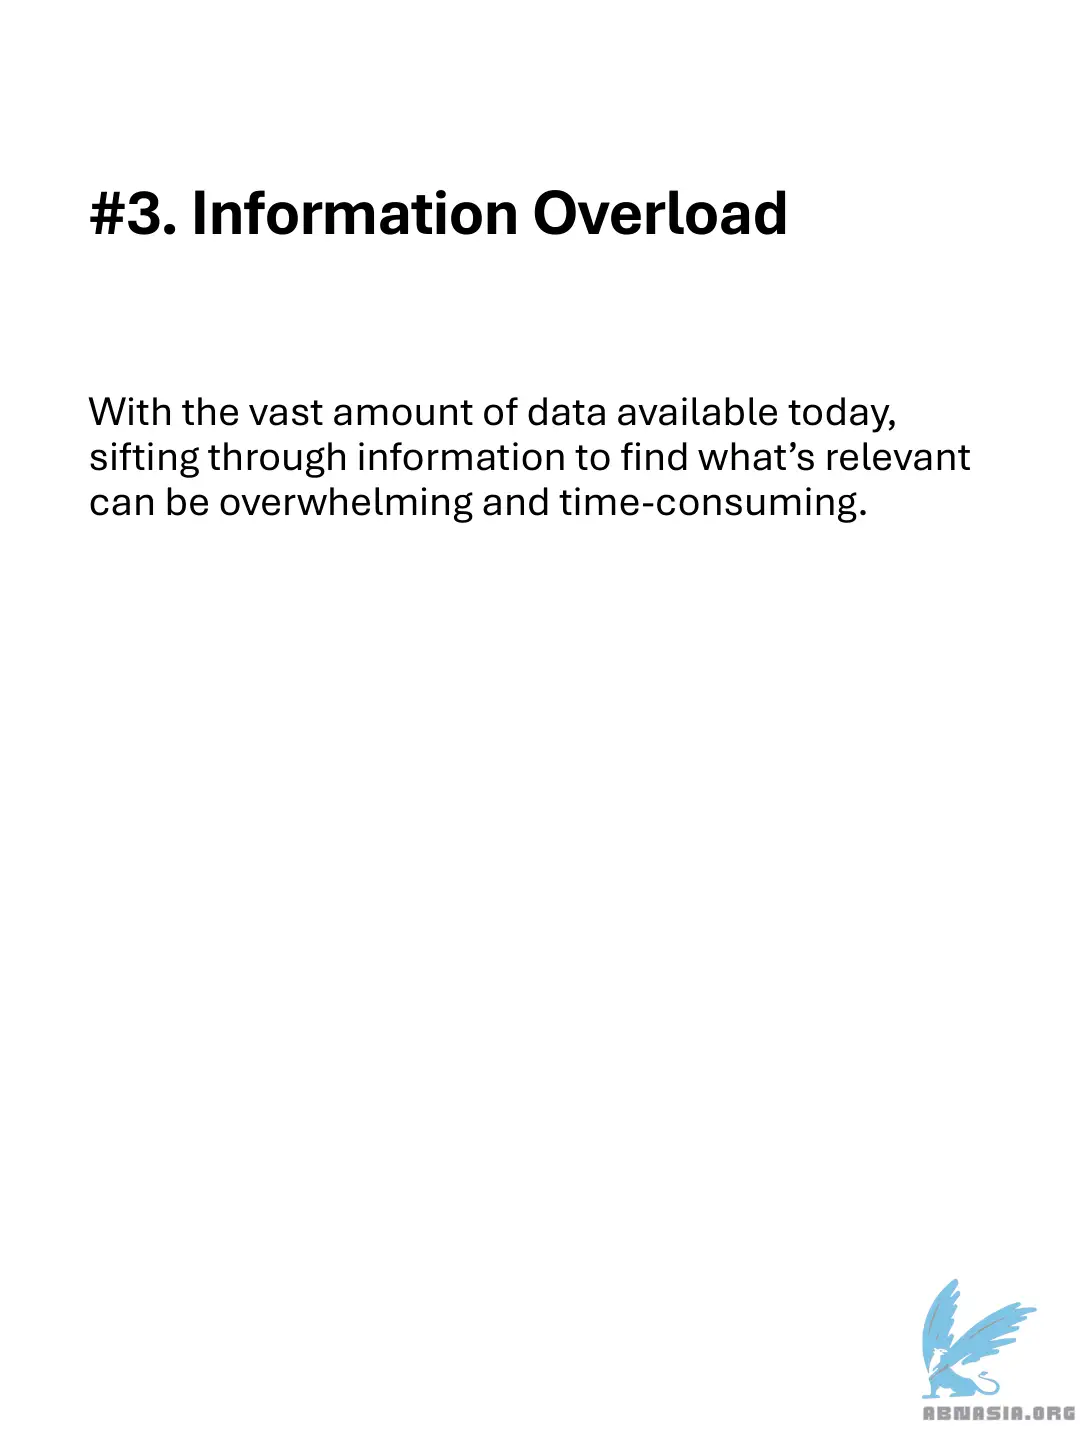 #3. Information Overload
With the vast amount of data available today,
sifting through information to find what’s relevant
can be overwhelming and time-consuming.
ABNASIA.ORG